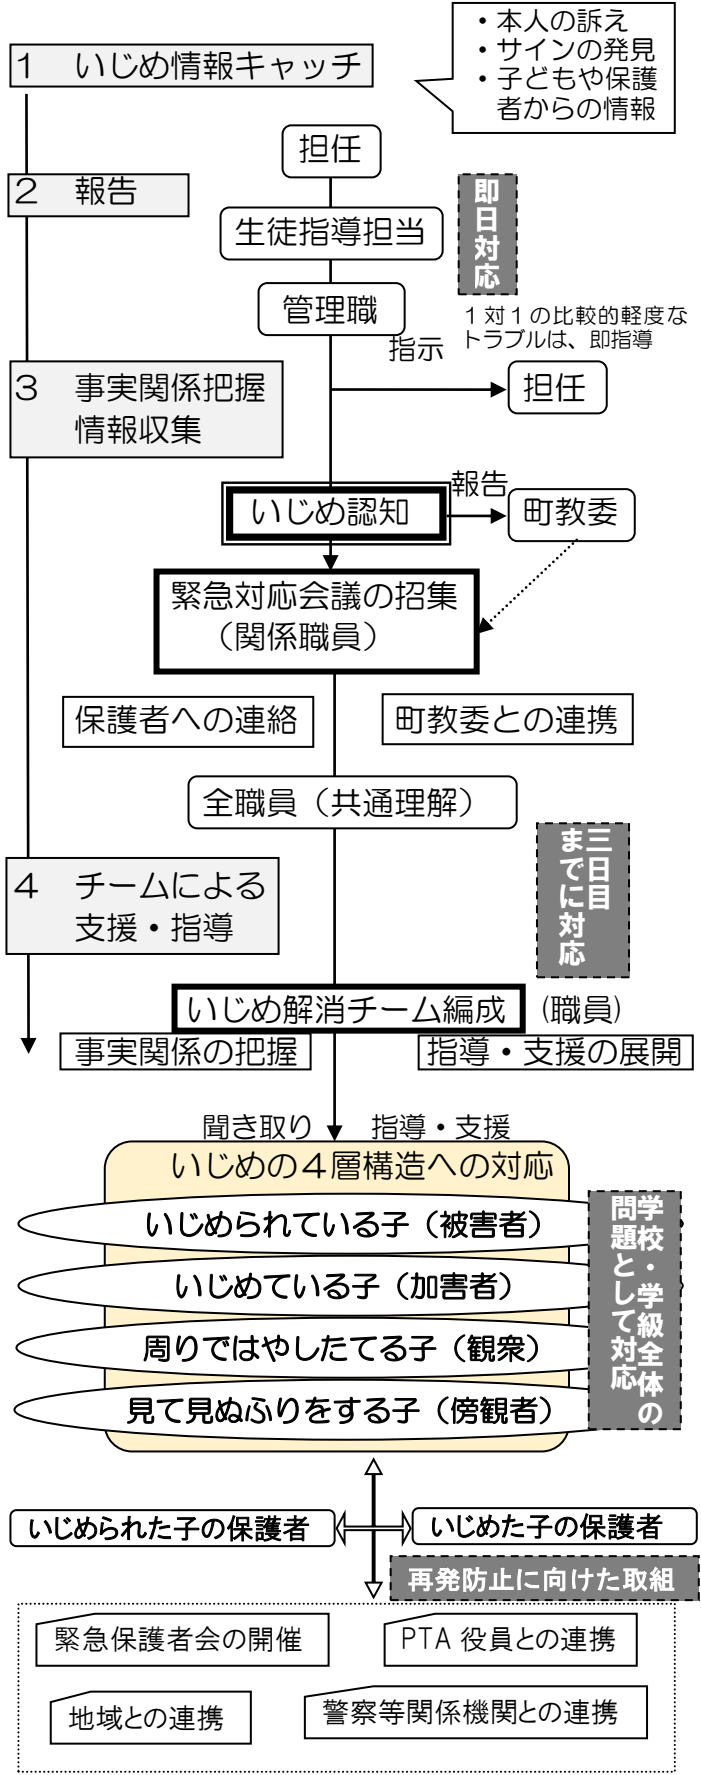 ・本人の訴え
・サインの発見
・子どもや保護
者からの情報
１　いじめ情報キャッチ
担任
２　報告
即日対応
生徒指導担当
管理職
１対１の比較的軽度な
トラブルは、即指導
指示
３　事実関係把握
情報収集
担任
報告
いじめ認知
町教委
緊急対応会議の招集
（関係職員）
保護者への連絡
町教委との連携
全職員（共通理解）
三日目
までに対応
４　チームによる
支援・指導
いじめ解消チーム編成
(職員)
事実関係の把握
指導・支援の展開
聞き取り
指導・支援
いじめの４層構造への対応
学校・学級全体の
問題として対応
いじめられている子（被害者）
いじめている子（加害者）
周りではやしたてる子（観衆）
見て見ぬふりをする子（傍観者）
いじめられた子の保護者
いじめた子の保護者
再発防止に向けた取組
緊急保護者会の開催
PTA 役員との連携
地域との連携
警察等関係機関との連携